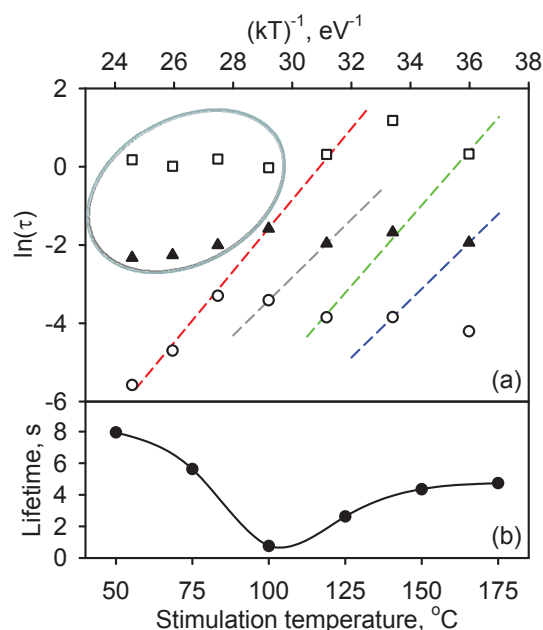 (kT)⁻¹, eV⁻¹
24 26 28 30 32 34 36 38
2
0
-2
-4
-6
ln(τ)
(a)
8
6
4
2
0
Lifetime, s
(b)
50 75 100 125 150 175
Stimulation temperature, °C